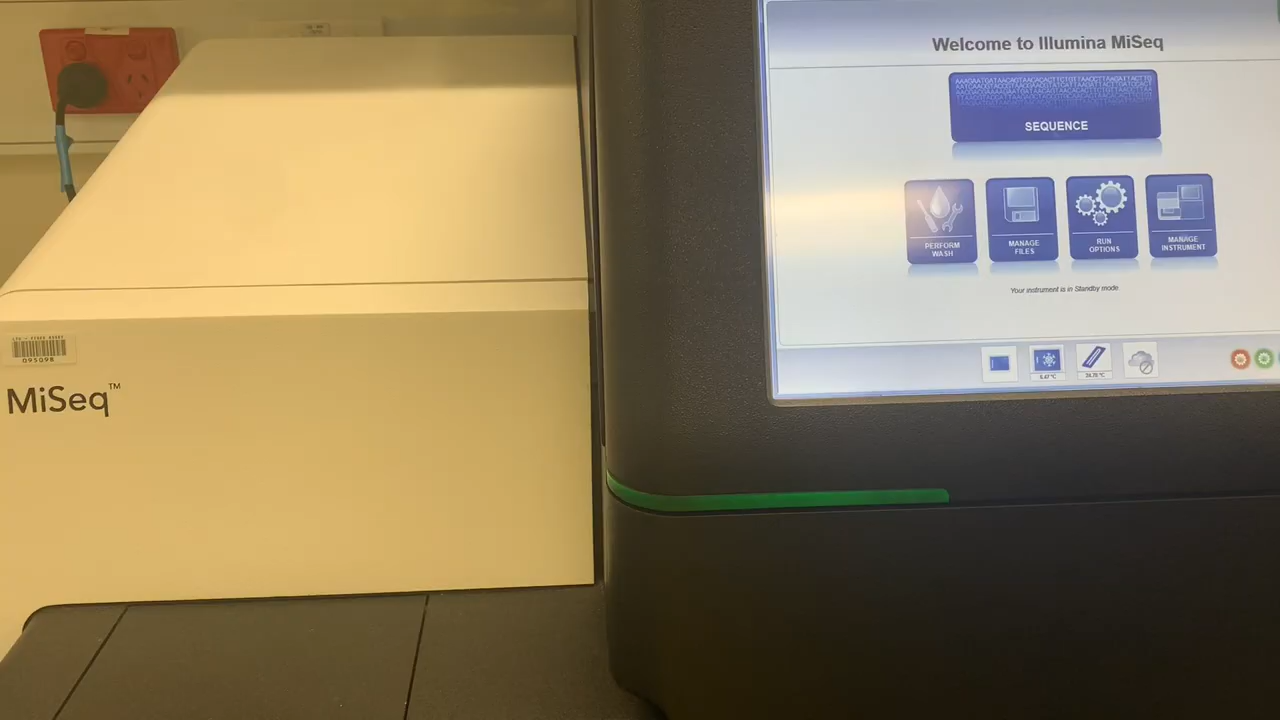 Welcome to Illumina MiSeq
SEQUENCE
PERFORM
WASH
MANAGE
FILES
RUN
OPTIONS
MANAGE
INSTRUMENT
Your instrument is in Standby mode
095098
MiSeq™